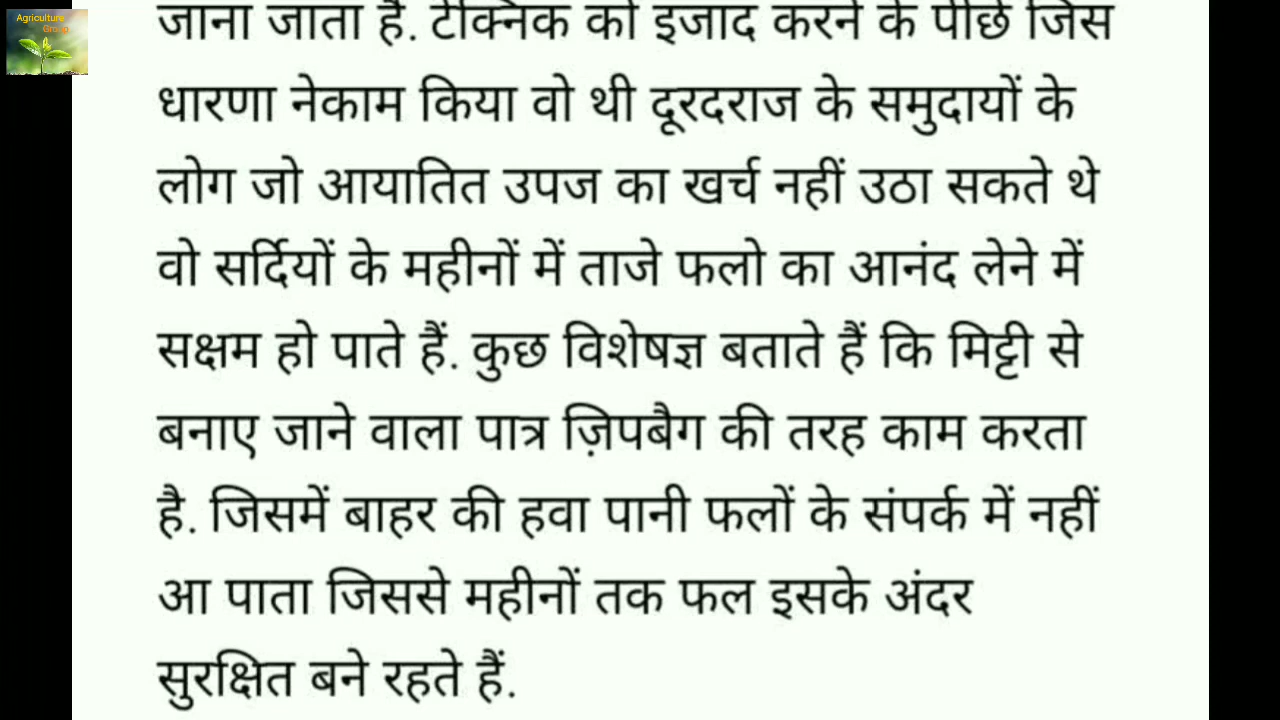 Agriculture
Group
जाना जाता है. टेक्निक को इजाद करने के पीछे जिस
धारणा नेकाम किया वो थी दूरदराज के समुदायों के
लोग जो आयातित उपज का खर्च नहीं उठा सकते थे
वो सर्दियों के महीनों में ताजे फलो का आनंद लेने में
सक्षम हो पाते हैं. कुछ विशेषज्ञ बताते हैं कि मिट्टी से
बनाए जाने वाला पात्र ज़िपबैग की तरह काम करता
है. जिसमें बाहर की हवा पानी फलों के संपर्क में नहीं
आ पाता जिससे महीनों तक फल इसके अंदर
सुरक्षित बने रहते हैं.